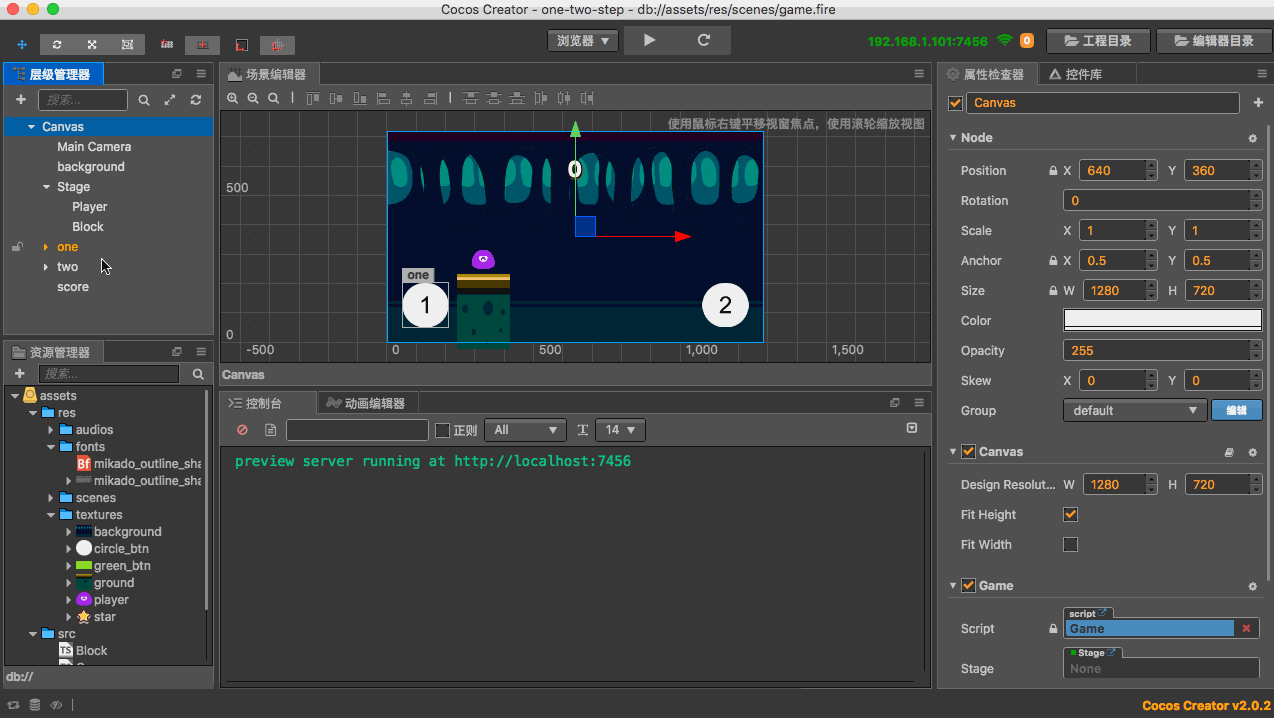 Cocos Creator - one-two-step - db://assets/res/scenes/game.fire
浏览器
192.168.1.101:7456
0
工程目录
编辑器目录
层级管理器
搜索...
Canvas
Main Camera
background
Stage
Player
Block
one
two
score
资源管理器
搜索...
assets
res
audios
fonts
Bf mikado_outline_sha
mikado_outline_sha
scenes
textures
background
circle_btn
green_btn
ground
player
star
src
TS Block
db://
场景编辑器
使用鼠标右键平移视窗焦点，使用滚轮缩放视图
500
0
0
one
1
2
-500
0
500
1,000
1,500
Canvas
控制台
动画编辑器
正则
All
14
preview server running at http://localhost:7456
属性检查器
控件库
Canvas
Node
Position X 640 Y 360
Rotation 0
Scale X 1 Y 1
Anchor X 0.5 Y 0.5
Size W 1280 H 720
Color
Opacity 255
Skew X 0 Y 0
Group default 编辑
Canvas
Design Resolut... W 1280 H 720
Fit Height
Fit Width
Game
script
Script Game
Stage
Stage None
Cocos Creator v2.0.2